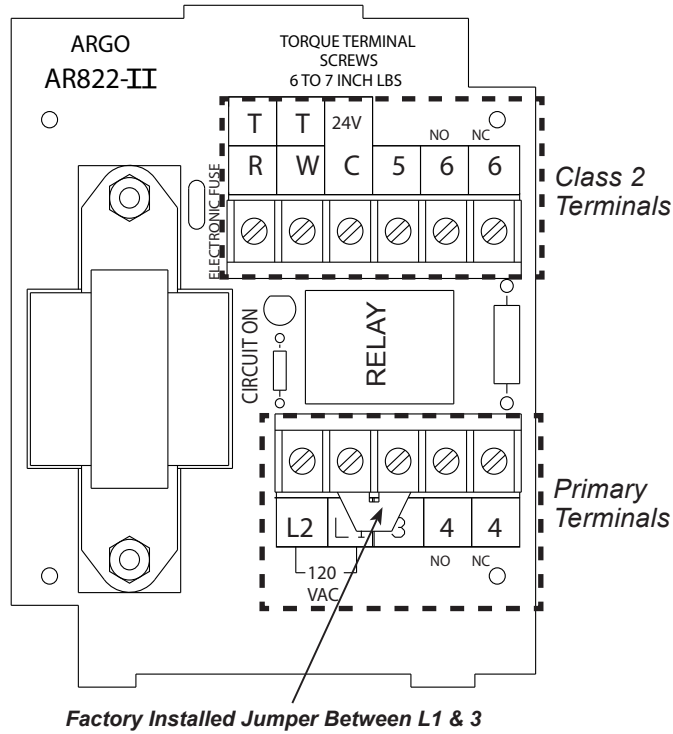 ARGO
AR822-II
TORQUE TERMINAL
SCREWS
6 TO 7 INCH LBS
T T 24V NO NC
R W C 5 6 6
Class 2
Terminals
ELECTRONIC FUSE
CIRCUIT ON
RELAY
Primary
Terminals
L2 L1 3 4 4
NO NC
120
VAC
Factory Installed Jumper Between L1 & 3